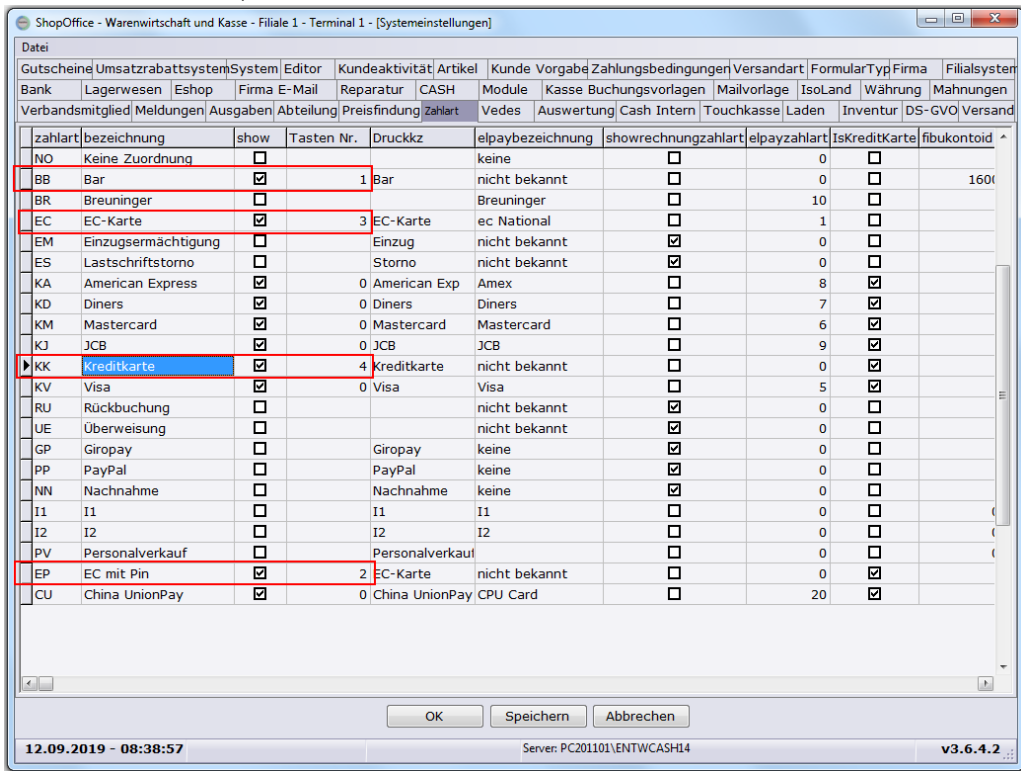 ShopOffice - Warenwirtschaft und Kasse - Filiale 1 - Terminal 1 - [Systemeinstellungen]
Datei
Gutscheine Umsatzrabattsystem System Editor Kundeaktivität Artikel Kunde Vorgabe Zahlungsbedingungen Versandart FormularTyp Firma Filialsystem
Bank Lagerwesen Eshop Firma E-Mail Reparatur CASH Module Kasse Buchungsvorlagen Mailvorlage IsoLand Währung Mahnungen
Verbandsmitglied Meldungen Ausgaben Abteilung Preisfindung Zahlart Vedes Auswertung Cash Intern Touchkasse Laden Inventur DS-GVO Versand
zahlart bezeichnung show Tasten Nr. Druckkz elpaybezeichnung showrechnungzahlart elpayzahlart IsKreditKarte fibukontoid
NO Keine Zuordnung keine 0
BB Bar 1 Bar nicht bekannt 0 1600
BR Breuninger Breuninger 10
EC EC-Karte 3 EC-Karte ec National 1
EM Einzugsermächtigung Einzug nicht bekannt 0
ES Lastschriftstorno Storno nicht bekannt 0
KA American Express 0 American Exp Amex 8
KD Diners 0 Diners Diners 7
KM Mastercard 0 Mastercard Mastercard 6
KJ JCB 0 JCB JCB 9
KK Kreditkarte 4 Kreditkarte nicht bekannt 0
KV Visa 0 Visa Visa 5
RU Rückbuchung nicht bekannt 0
UE Überweisung nicht bekannt 0
GP Giropay Giropay keine 0
PP PayPal PayPal keine 0
NN Nachnahme Nachnahme keine 0
I1 I1 I1 I1 0 0
I2 I2 I2 I2 0 0
PV Personalverkauf Personalverkauf 0 0
EP EC mit Pin 2 EC-Karte nicht bekannt 0
CU China UnionPay 0 China UnionPay CPU Card 20
OK Speichern Abbrechen
12.09.2019 - 08:38:57 Server: PC201101\ENTWCASH14 v3.6.4.2